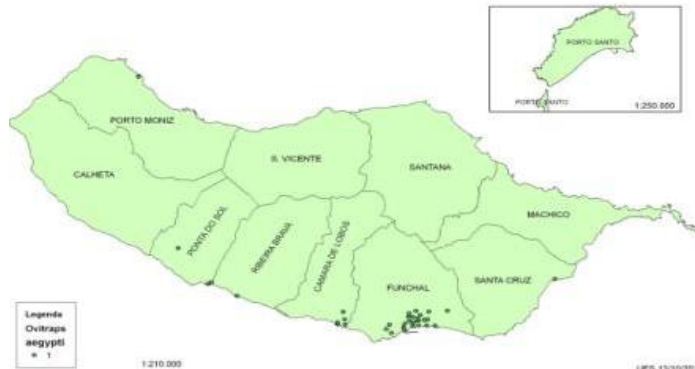 PORTO SANTO
PORTO SANTO
1:250.000
PORTO MONIZ
S. VICENTE
SANTANA
CALHETA
MACHICO
PONTA DO SOL
RIBEIRA BRAVA
CAMARA DE LOBOS
FUNCHAL
SANTA CRUZ
Legenda
Ovitraps
aegypti
1
1:210.000